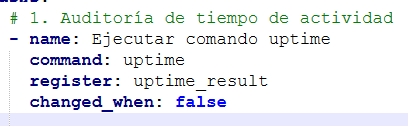 # 1. Auditoría de tiempo de actividad
- name: Ejecutar comando uptime
command: uptime
register: uptime_result
changed_when: false